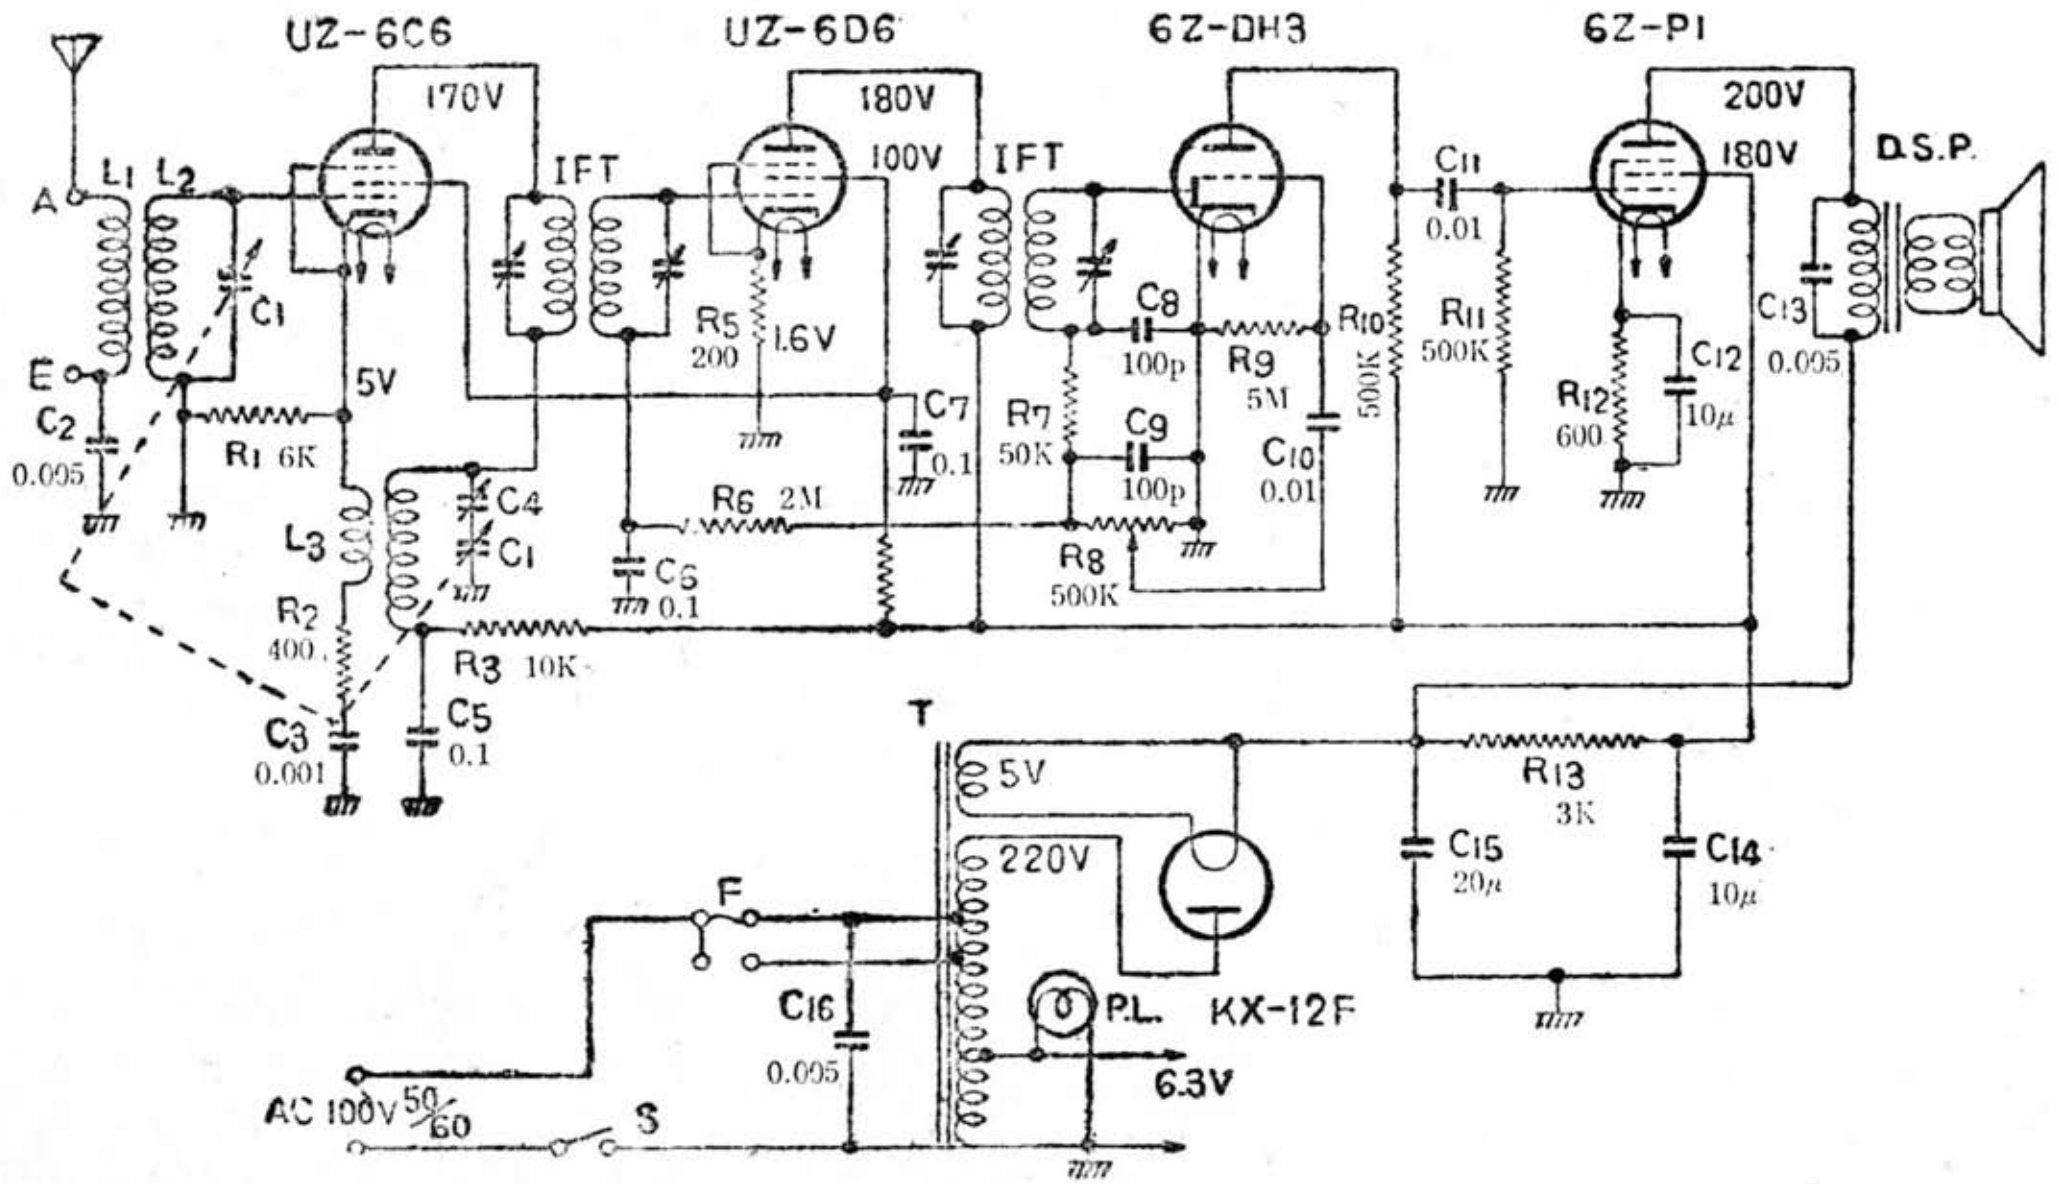 UZ-6C6
UZ-6D6
6Z-DH3
6Z-P1
170V
180V
200V
100V
180V
IFT
IFT
D.S.P.
L1 L2
A
E
C1
C2
0.005
R1 6K
5V
L3
R2
400
C3
0.001
C4
C1
C5
0.1
R3 10K
R5
200
1.6V
C6
0.1
R6 2M
C7
0.1
R7
50K
C8
100p
C9
100p
R8
500K
R9
5M
C10
0.01
R10
500K
C11
0.01
R11
500K
R12
600
C12
10μ
C13
0.005
T
5V
220V
R13
3K
C15
20μ
C14
10μ
F
C16
0.005
P.L.
KX-12F
6.3V
AC 100V 50/60
S